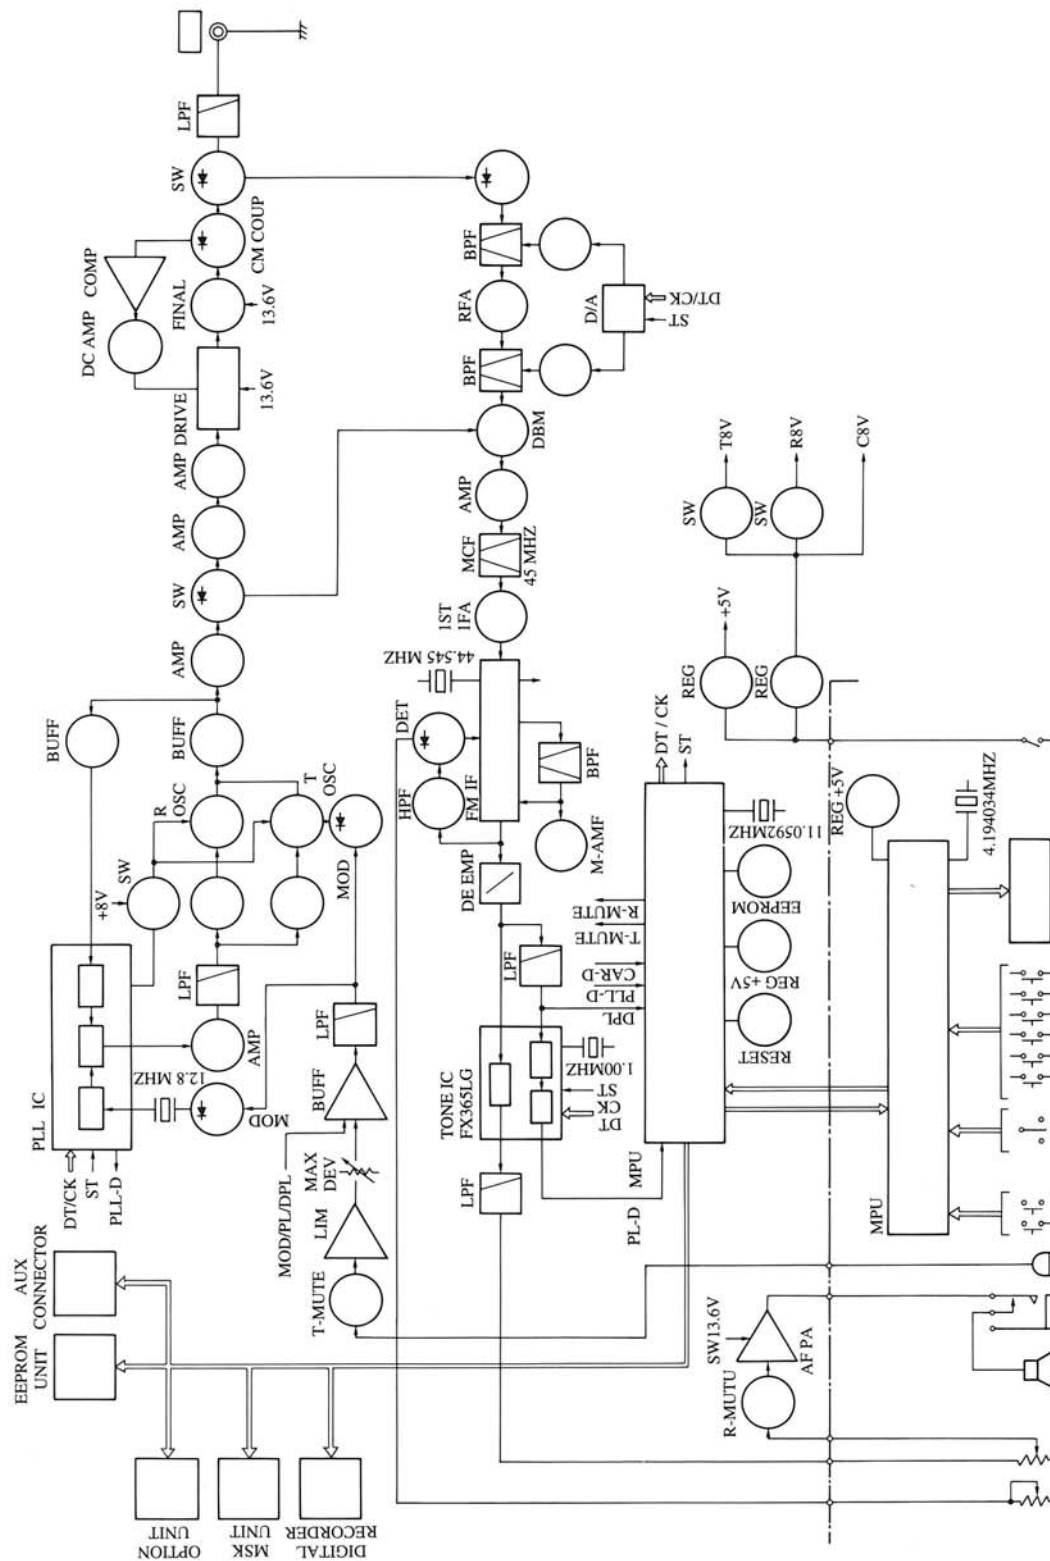 LPF
SW
CM COUP
COMP
DC AMP
FINAL
13.6V
13.6V
DRIVE
AMP
AMP
SW
AMP
BUFF
BUFF
R
OSC
T
OSC
SW
+8V
MOD
LPF
AMP
PLL IC
12.8 MHZ
MOD
DT/CK
ST
PLL-D
LPF
BUFF
MOD/PL/DPL
MAX
DEV
LIM
T-MUTE
AUX
CONNECTOR
EEPROM
UNIT
OPTION
UNIT
MSK
UNIT
DIGITAL
RECORDER
BPF
RFA
BPF
D/A
ST
DT/CK
DBM
AMP
MCF
45 MHZ
1ST
1FA
44.545 MHZ
DET
HPF
FM IF
BPF
M-AMF
DE EMP
LPF
TONE IC
FX365LG
1.00MHZ
ST
CK
DT
LPF
PL-D
MPU
DPL
PLL-D
CAR-D
T-MUTE
R-MUTE
DT / CK
ST
11.0592MHZ
EEPROM
REG +5V
RESET
SW
T8V
SW
R8V
C8V
REG
+5V
REG
REG +5V
4.194034MHZ
MPU
SW13.6V
AF PA
R-MUTU